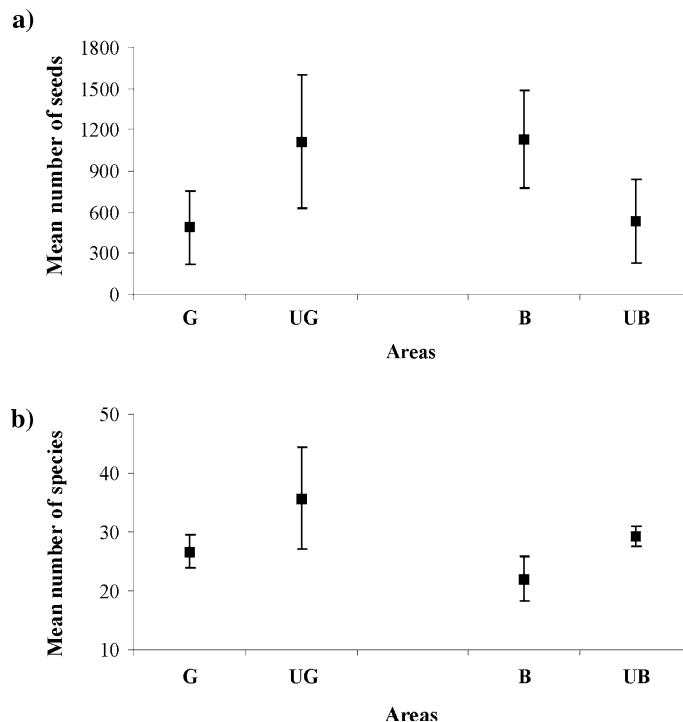 a)
Mean number of seeds
1800
1500
1200
900
600
300
0
G UG B UB
Areas
b)
Mean number of species
50
40
30
20
10
G UG B UB
Areas